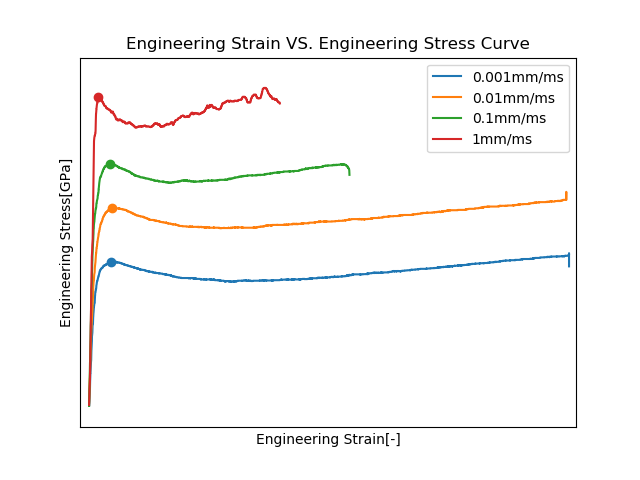 Engineering Strain VS. Engineering Stress Curve
0.001mm/ms
0.01mm/ms
0.1mm/ms
1mm/ms
Engineering Stress[GPa]
Engineering Strain[-]